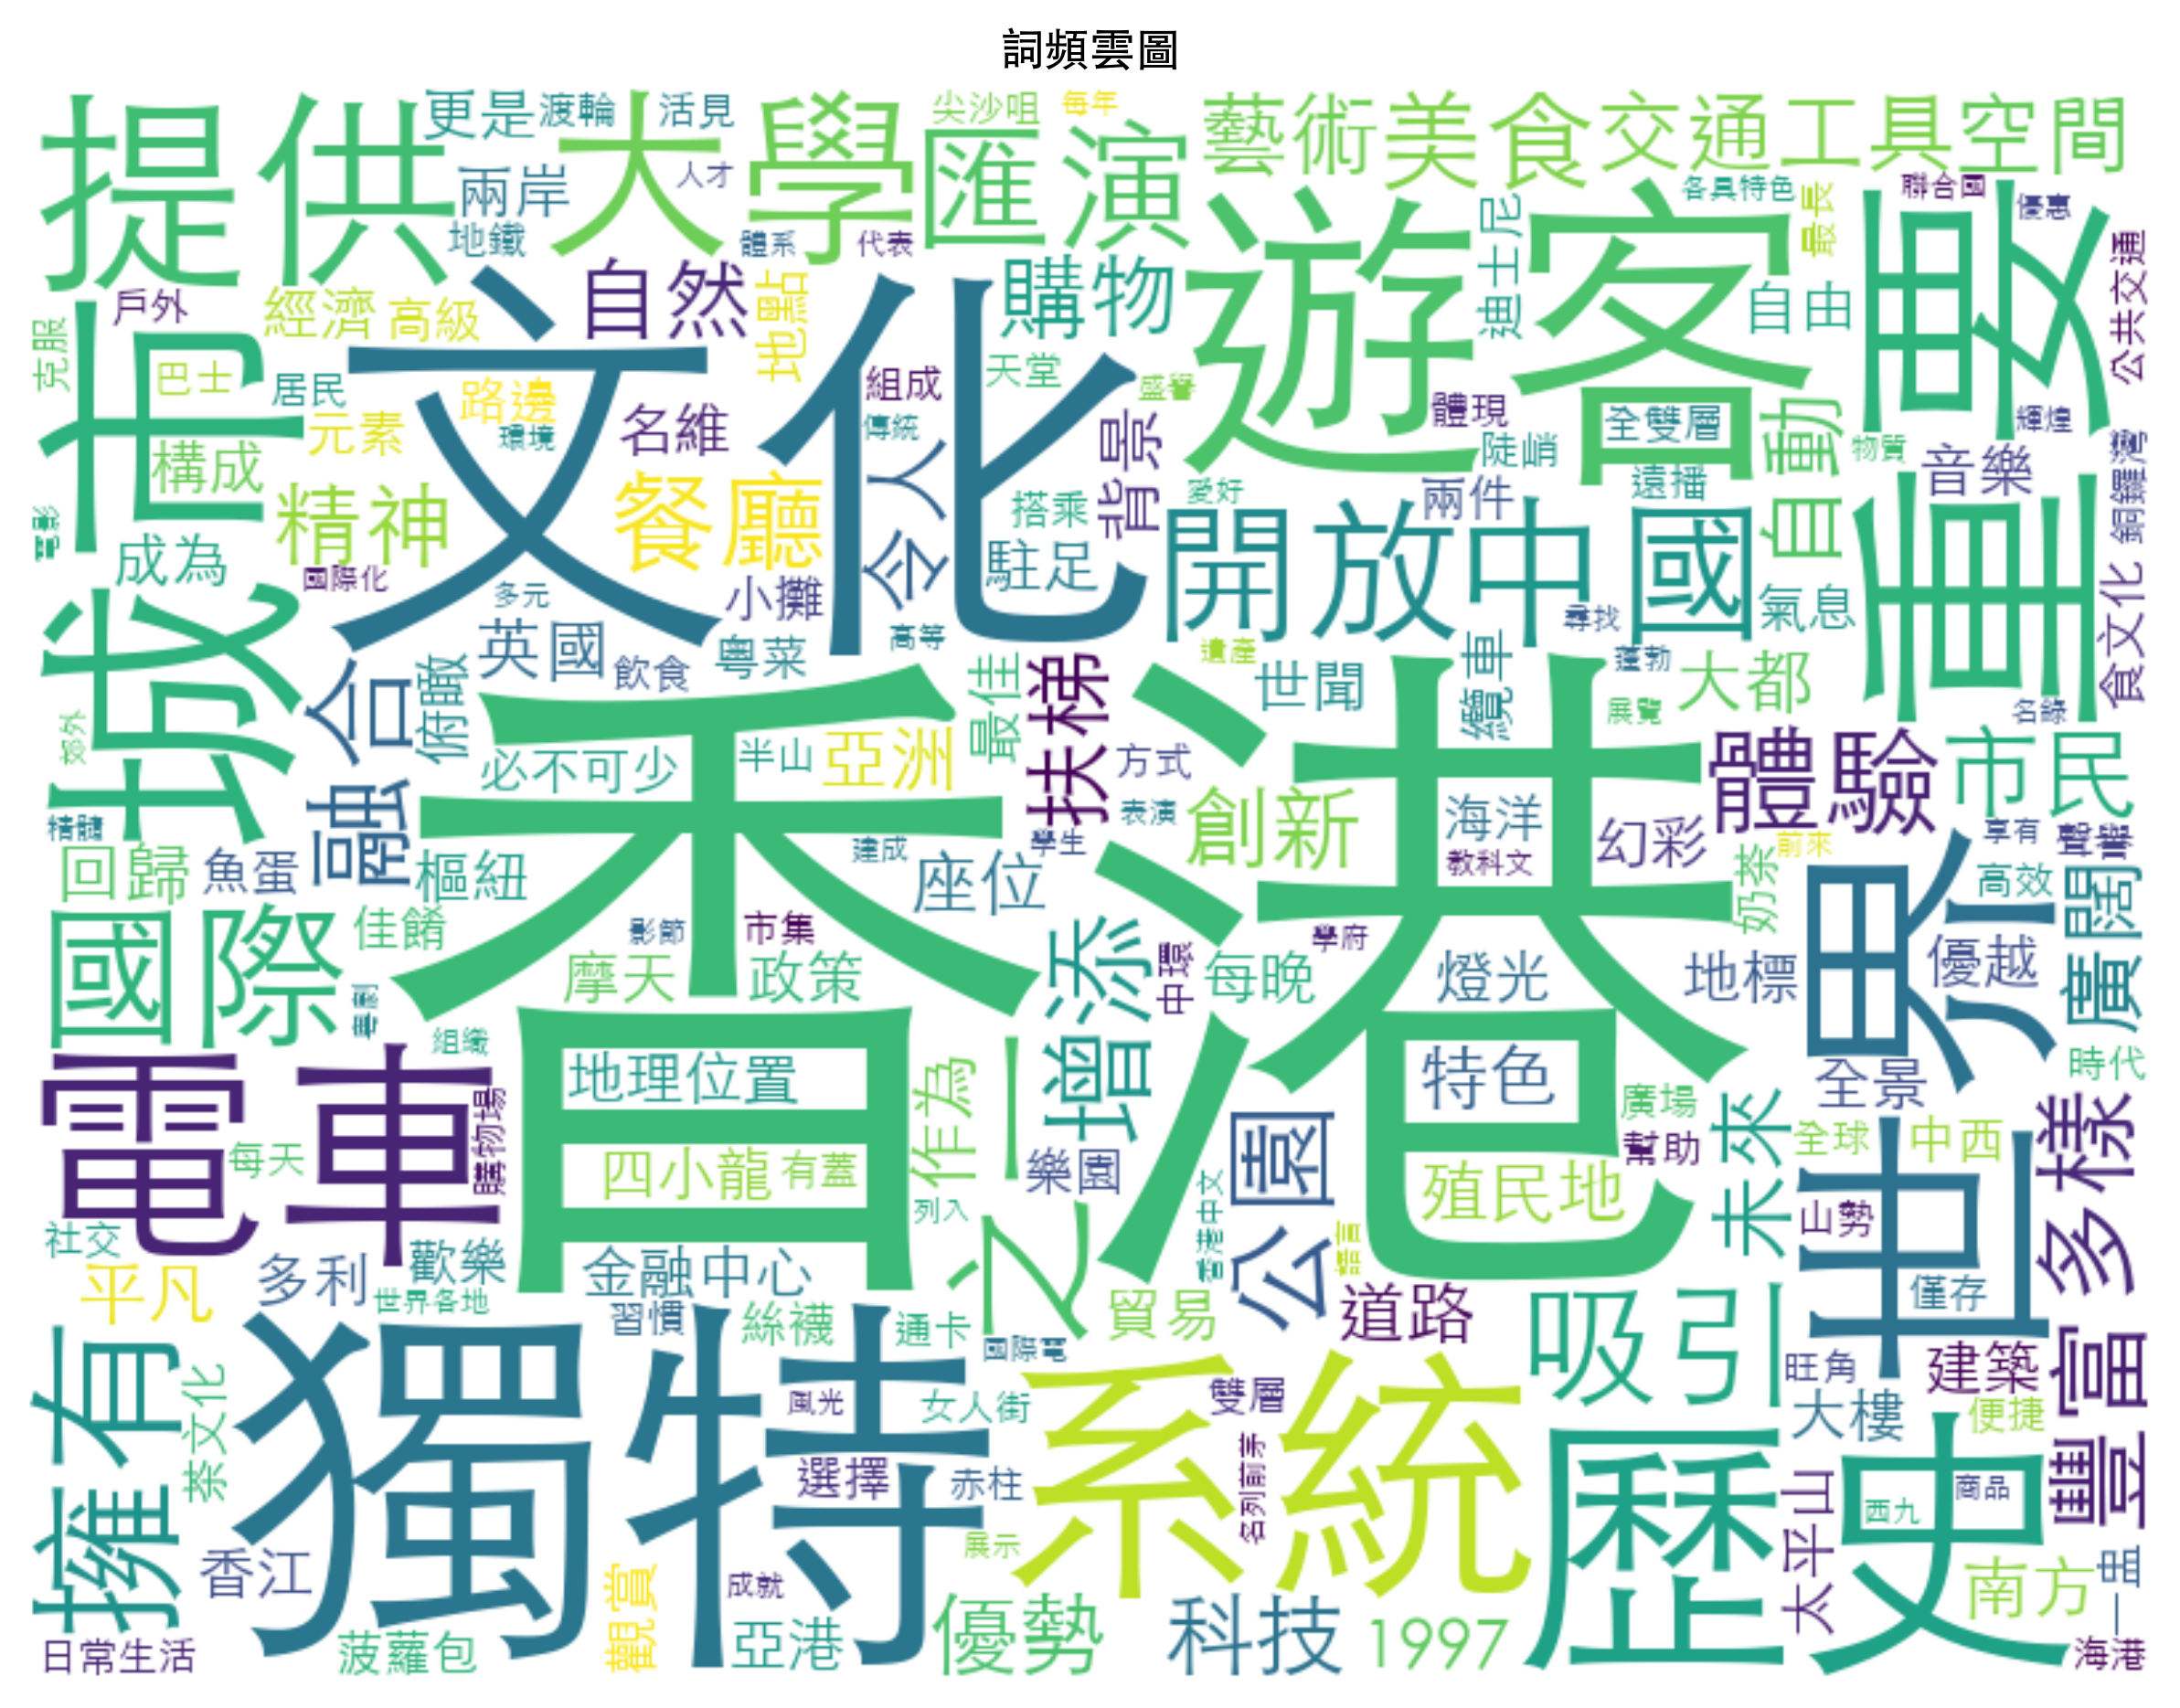 詞頻雲圖
提供
更是
渡輪
活見
大學
尖沙咀
每年
匯演
藝術
美食
交通工具
空間
兩岸
人才
地鐵
體系
代表
遊客
迪士尼
各具特色
最長
聯合國
優惠
重要
公共交通
戶外
經濟
高級
自然
地點
購物
自由
克服
城市
巴士
居民
元素
路邊
環境
文化
名維
組成
傳統
天堂
盛譽
背景
體現
全雙層
自動
輝煌
物質
構成
精神
餐廳
令人
搭乘
愛好
陡峭
兩件
遠播
音樂
銅鑼灣
電影
成為
國際化
多元
小攤
駐足
開放
中國
尋找
氣息
食文化
英國
飲食
粵菜
高等
遺產
世聞
纜車
蓬勃
大都
展覽
名錄
融合
俯瞰
最佳
扶梯
郊外
必不可少
半山
亞洲
方式
香港
體驗
市民
精髓
回歸
魚蛋
樞紐
建成
學生
表演
創新
海洋
教科文
幻彩
前來
享有
奶茶
高效
廣闊
座位
國際
佳餚
影節
市集
增添
中環
每晚
學府
燈光
地標
優越
世界
粵劇
摩天
政策
組織
電車
購物場
地理位置
作為
特色
廣場
幫助
未來
全景
時代
全球
中西
多樣
每天
四小龍
有蓋
樂園
公園
殖民地
山勢
社交
列入
之一
香港中文
平凡
多利
歡樂
世界各地
金融中心
習慣
絲襪
通卡
國際電
貿易
道路
吸引
僅存
擁有
茶文化
獨特
風光
女人街
系統
雙層
旺角
建築
豐富
大樓
便捷
選擇
赤柱
名列前茅
歷史
太平山
西九
商品
香江
展示
觀賞
成就
南方
一皿
日常生活
菠蘿包
亞港
優勢
科技
1997
海港